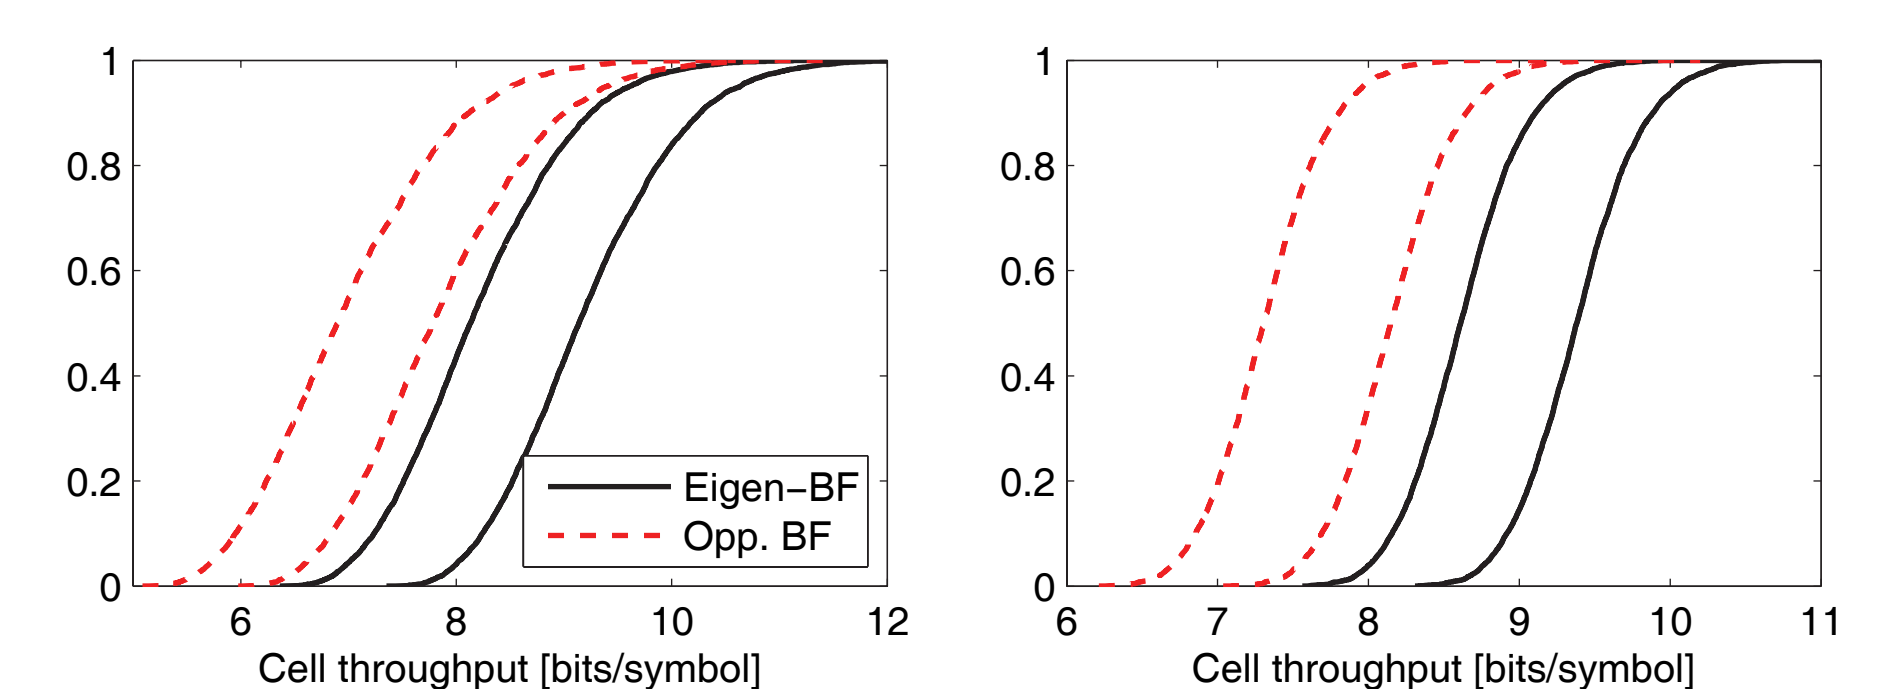 1
0.8
0.6
0.4
0.2
0
6 8 10 12
Cell throughput [bits/symbol]
Eigen−BF
Opp. BF
1
0.8
0.6
0.4
0.2
0
6 7 8 9 10 11
Cell throughput [bits/symbol]